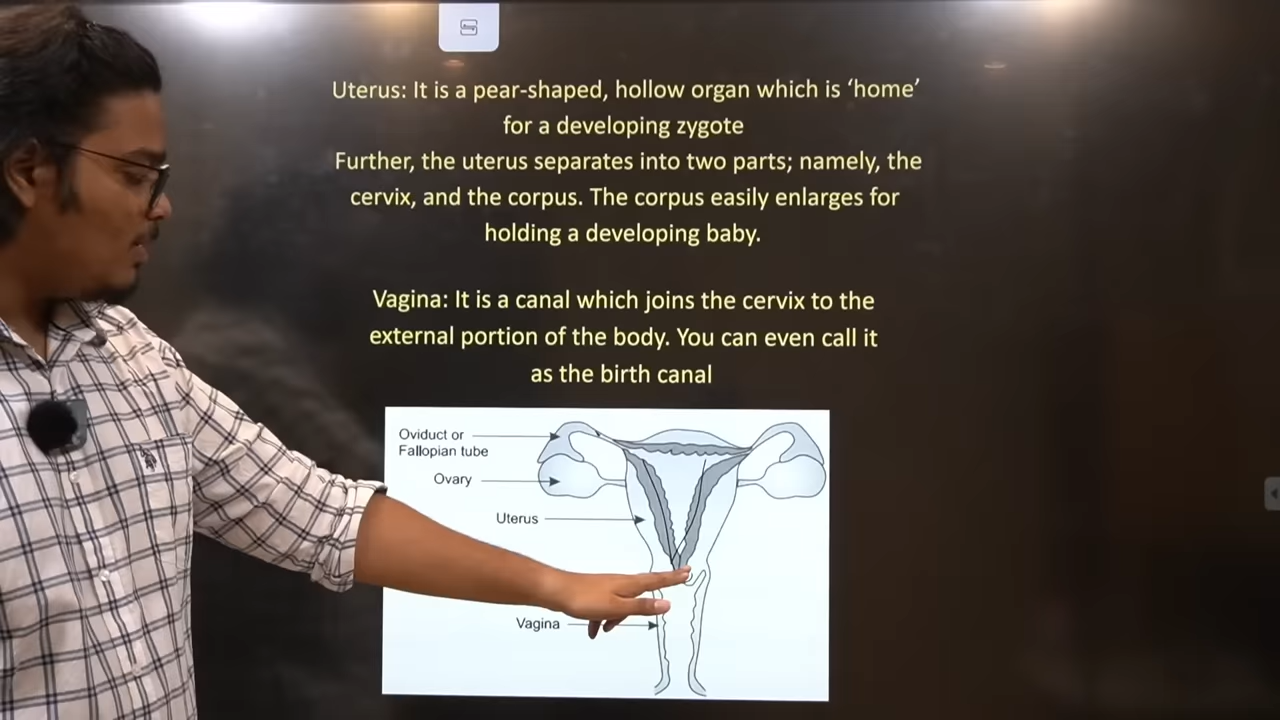 Uterus: It is a pear-shaped, hollow organ which is ‘home’
for a developing zygote
Further, the uterus separates into two parts; namely, the
cervix, and the corpus. The corpus easily enlarges for
holding a developing baby.
Vagina: It is a canal which joins the cervix to the
external portion of the body. You can even call it
as the birth canal
Oviduct or
Fallopian tube
Ovary
Uterus
Vagina